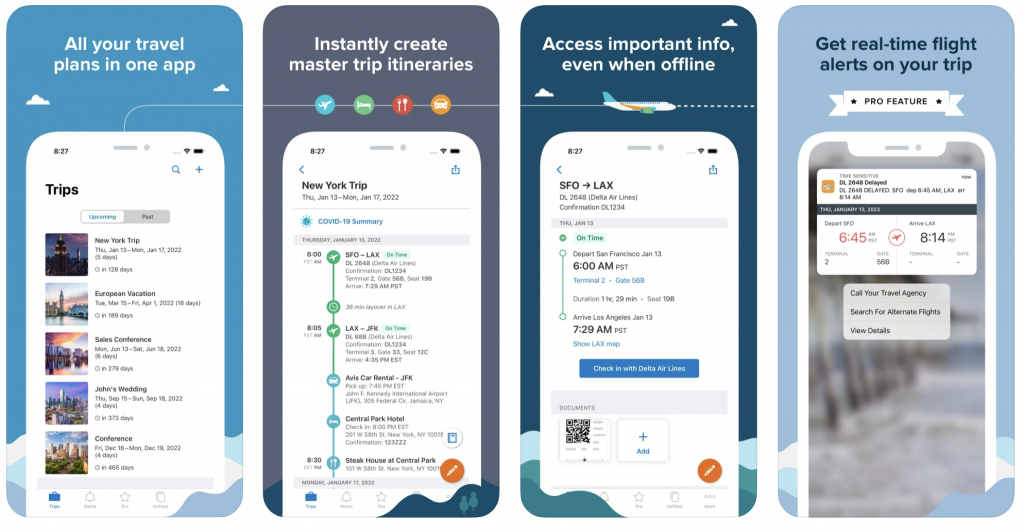 All your travel
plans in one app
8:27
Trips
Upcoming
Past
New York Trip
Thu, Jan 13 – Mon, Jan 17, 2022
(5 days)
in 128 days
European Vacation
Tue, Mar 15 – Fri, Apr 1, 2022 (18 days)
in 189 days
Sales Conference
Mon, Jun 13 – Sat, Jun 18, 2022
(6 days)
in 279 days
John's Wedding
Thu, Sep 15 – Sun, Sep 18, 2022
(4 days)
in 373 days
Conference
Fri, Dec 16 – Mon, Dec 19, 2022
(4 days)
in 465 days
Trips
Alerts
Pro
Unfiled
Instantly create
master trip itineraries
8:27
New York Trip
Thu, Jan 13 – Mon, Jan 17, 2022
COVID-19 Summary
THURSDAY, JANUARY 13, 2022
6:00
PST AM
SFO – LAX On Time
DL 2648 (Delta Air Lines)
Confirmation: DL1234
Terminal 2, Gate 56B, Seat 19B
Arrive: 7:29 AM PST
36 min layover in LAX
8:05
PST AM
LAX – JFK On Time
DL 688 (Delta Air Lines)
Confirmation: DL1234
Terminal 3, Gate 33, Seat 12C
Arrive: 4:35 PM EST
Avis Car Rental - JFK
Pick up: 7:45 PM EST
John F. Kennedy International Airport
(JFK), 305 Federal Cir, Jamaica, NY
Central Park Hotel
Check in: 8:00 PM EST
201 W 58th St. New York, NY 10019
Confirmation: 123ZZZ
8:30
EST PM
Steak House at Central Park
101 W 58th St. New York, NY
MONDAY, JANUARY 17, 2022
Trips
Alerts
Pro
Unfiled
Access important info,
even when offline
8:27
SFO → LAX
DL 2648 (Delta Air Lines)
Confirmation DL1234
THU, JAN 13
On Time
Depart San Francisco Jan 13
6:00 AM PST
Terminal 2 • Gate 56B
Duration 1 hr, 29 min • Seat 19B
Arrive Los Angeles Jan 13
7:29 AM PST
Show LAX map
Check in with Delta Air Lines
DOCUMENTS
+
Add
Pro
Unfiled
More
Get real-time flight
alerts on your trip
★ PRO FEATURE ★
TIME SENSITIVE
now
DL 2648 Delayed
DL 2648 DELAYED. SFO dep 6:45 AM, LAX arr
8:14 AM
THU, JANUARY 13, 2022
Depart SFO
Arrive LAX
6:45 AM PST
8:14 AM PST
TERMINAL
GATE
TERMINAL
GATE
2
56B
-
-
Call Your Travel Agency
Search For Alternate Flights
View Details